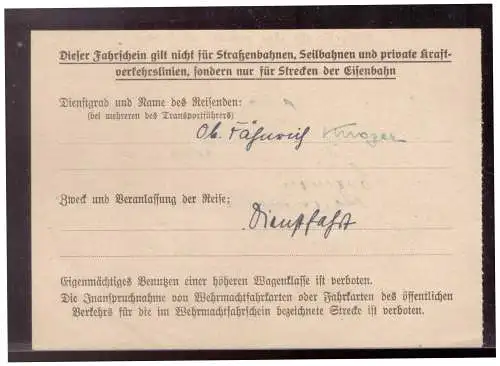 Dieser Fahrschein gilt nicht für Straßenbahnen, Seilbahnen und private Kraft-
verkehrslinien, sondern nur für Strecken der Eisenbahn
Dienstgrad und Name des Reisenden:
(bei mehreren des Transportführers)
Ob. Fähnrich
Zweck und Veranlassung der Reise:
Dienstfahrt
Eigenmächtiges Benutzen einer höheren Wagenklasse ist verboten.
Die Inanspruchnahme von Wehrmachtfahrkarten oder Fahrkarten des öffentlichen
Verkehrs für die im Wehrmachtfahrschein bezeichnete Strecke ist verboten.